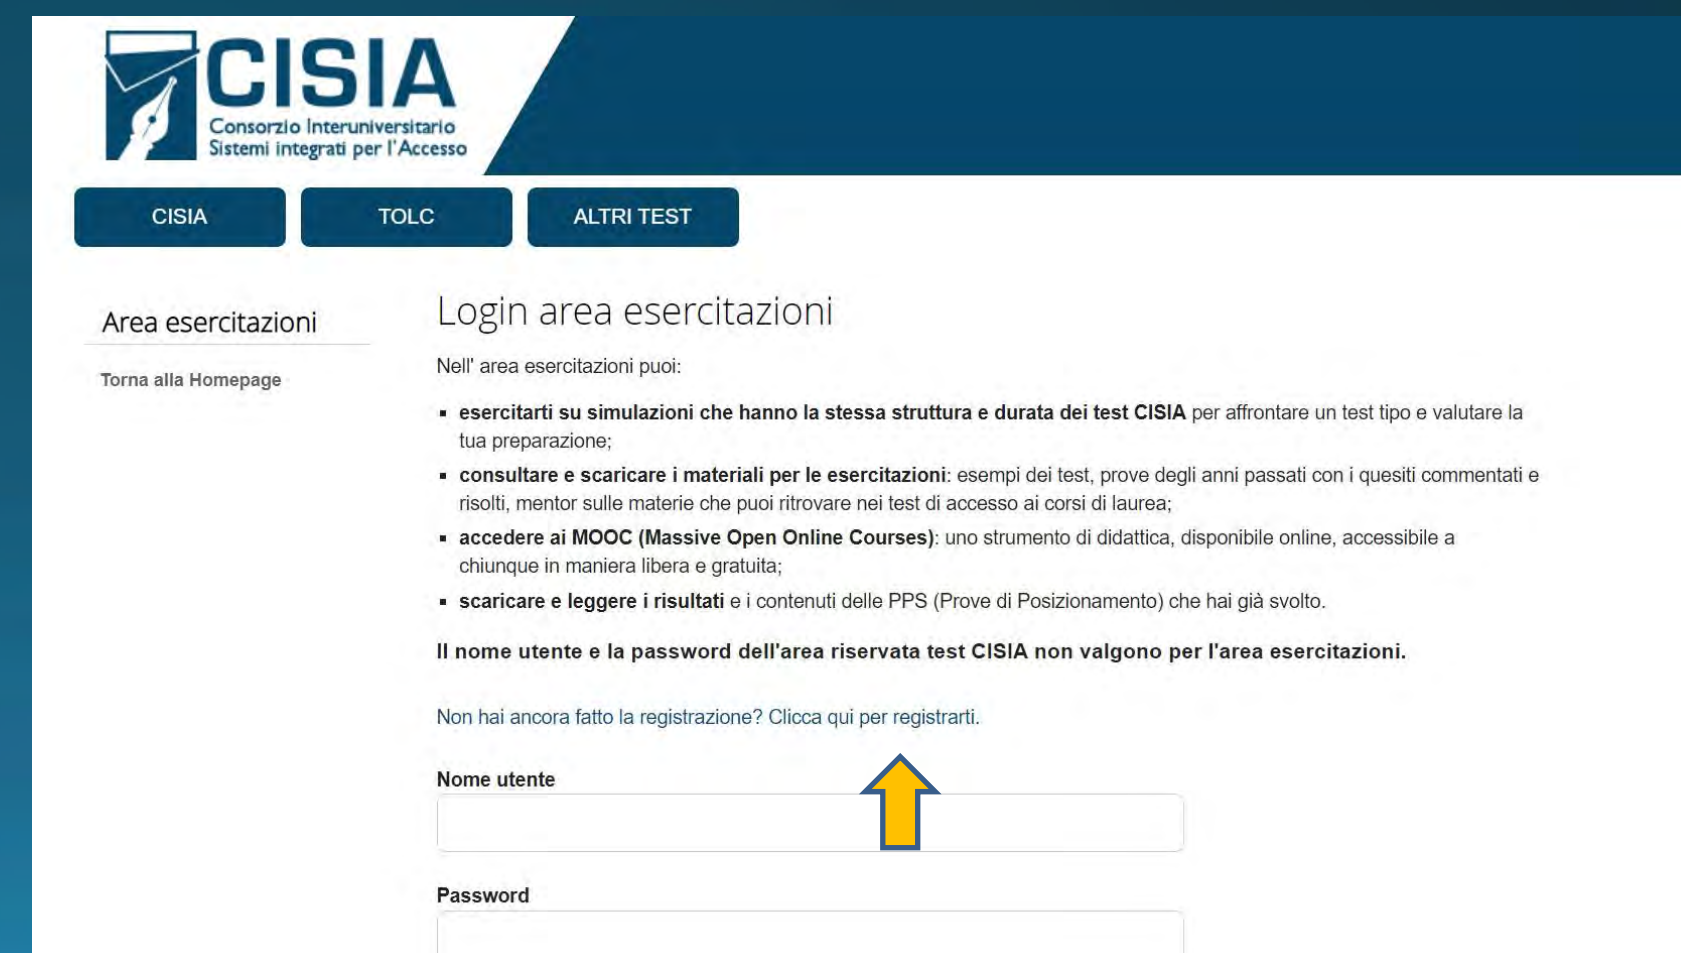 CISIA
Consorzio Interuniversitario
Sistemi integrati per l'Accesso
CISIA
TOLC
ALTRI TEST
Area esercitazioni
Torna alla Homepage
Login area esercitazioni
Nell' area esercitazioni puoi:
▪ esercitarti su simulazioni che hanno la stessa struttura e durata dei test CISIA per affrontare un test tipo e valutare la
tua preparazione;
▪ consultare e scaricare i materiali per le esercitazioni: esempi dei test, prove degli anni passati con i quesiti commentati e
risolti, mentor sulle materie che puoi ritrovare nei test di accesso ai corsi di laurea;
▪ accedere ai MOOC (Massive Open Online Courses): uno strumento di didattica, disponibile online, accessibile a
chiunque in maniera libera e gratuita;
▪ scaricare e leggere i risultati e i contenuti delle PPS (Prove di Posizionamento) che hai già svolto.
Il nome utente e la password dell'area riservata test CISIA non valgono per l'area esercitazioni.
Non hai ancora fatto la registrazione? Clicca qui per registrarti.
Nome utente
Password